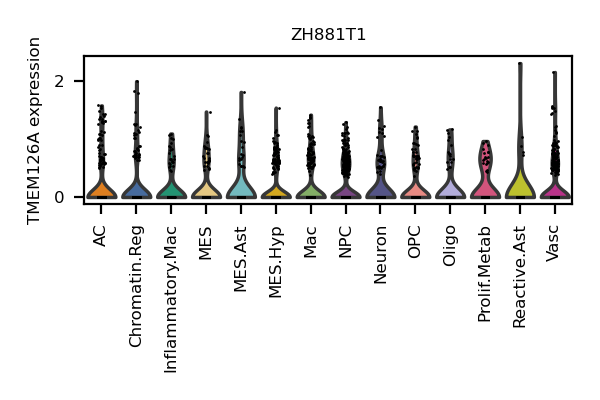 ZH881T1
TMEM126A expression
2
0
AC
Chromatin.Reg
Inflammatory.Mac
MES
MES.Ast
MES.Hyp
Mac
NPC
Neuron
OPC
Oligo
Prolif.Metab
Reactive.Ast
Vasc